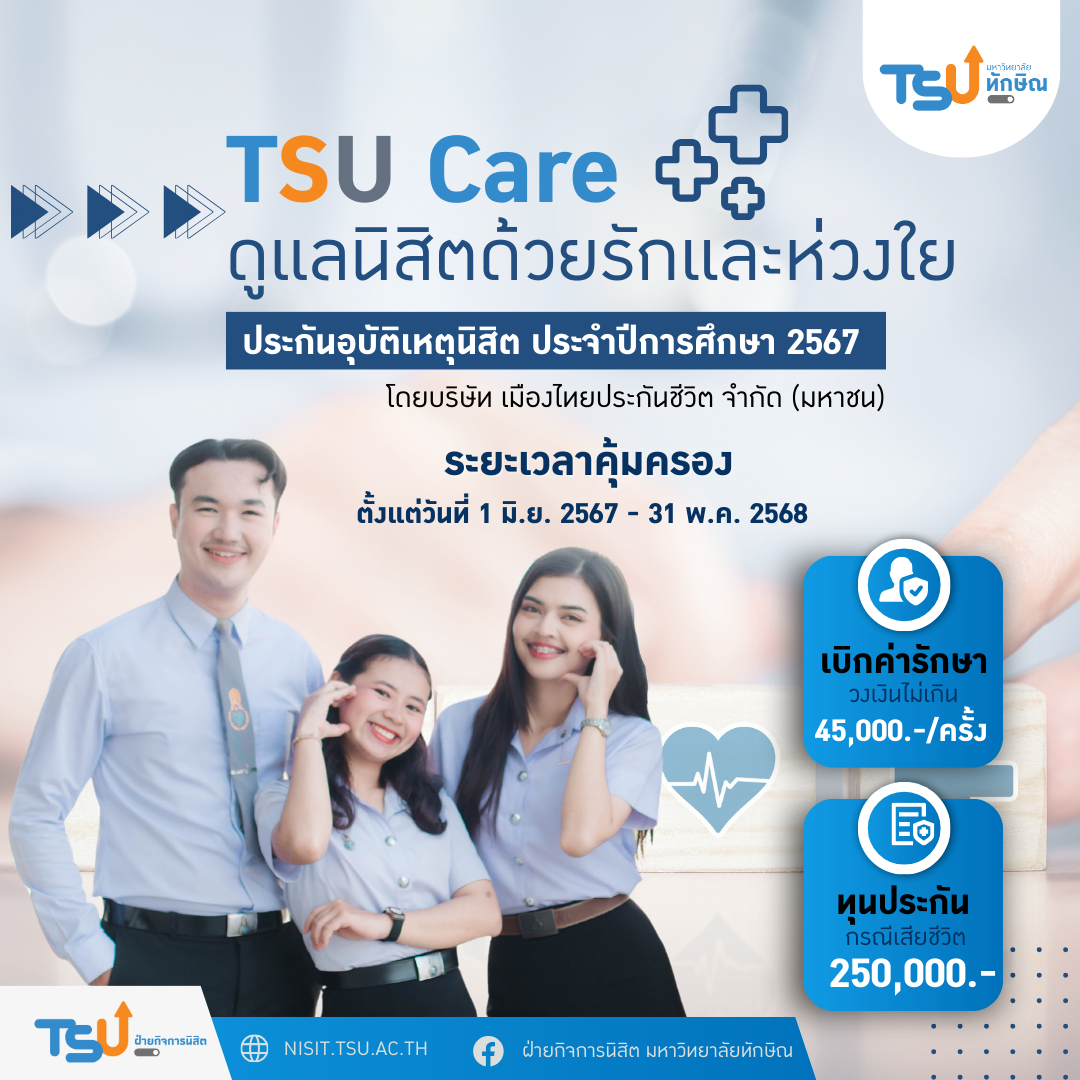 TSU มหาวิทยาลัย
ทักษิณ
TSU Care
ดูแลนิสิตด้วยรักและห่วงใย
ประกันอุบัติเหตุนิสิต ประจำปีการศึกษา 2567
โดยบริษัท เมืองไทยประกันชีวิต จำกัด (มหาชน)
ระยะเวลาคุ้มครอง
ตั้งแต่วันที่ 1 มิ.ย. 2567 - 31 พ.ค. 2568
เบิกค่ารักษา
วงเงินไม่เกิน
45,000.-/ครั้ง
ทุนประกัน
กรณีเสียชีวิต
250,000.-
TSU ฝ่ายกิจการนิสิต
NISIT.TSU.AC.TH
ฝ่ายกิจการนิสิต มหาวิทยาลัยทักษิณ